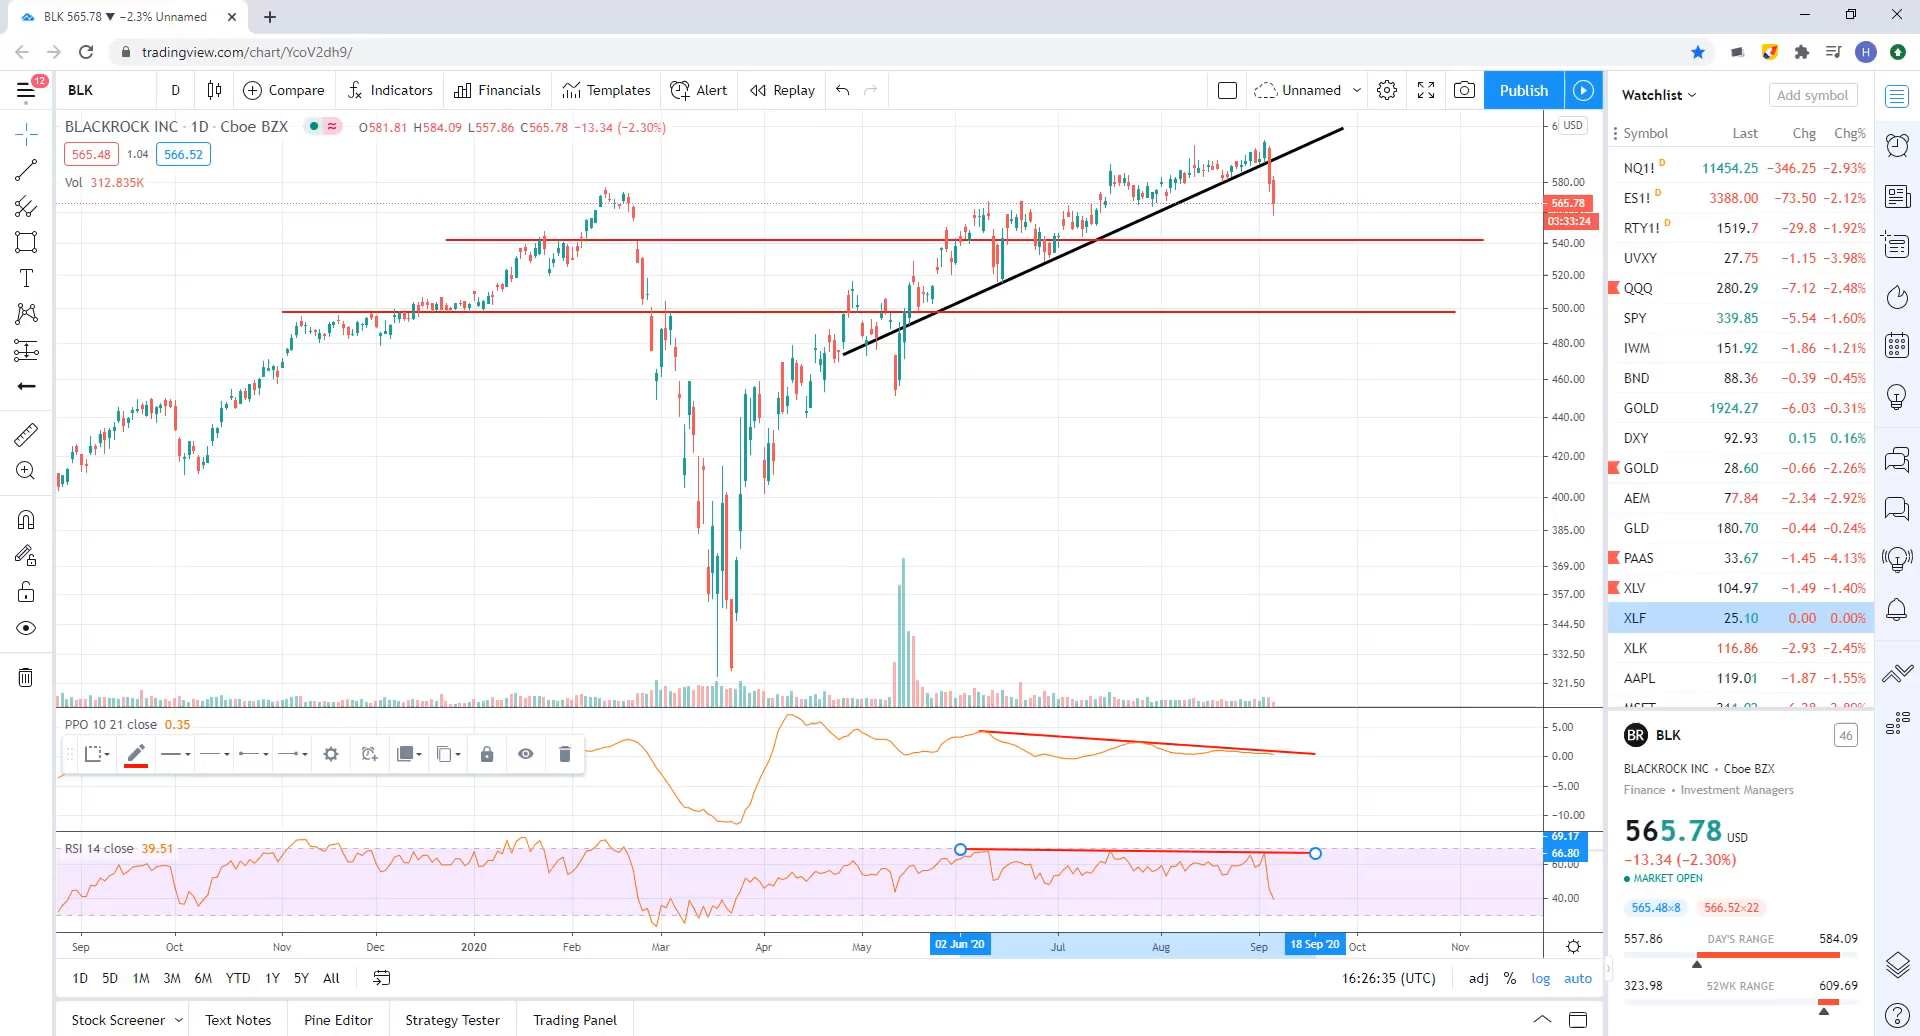 BLK 565.78 ▼ −2.3% Unnamed
tradingview.com/chart/YcoV2dh9/
H
12
BLK D Compare Indicators Financials Templates Alert Replay Unnamed Publish
BLACKROCK INC · 1D · Cboe BZX O581.81 H584.09 L557.86 C565.78 −13.34 (−2.30%)
565.48 1.04 566.52
Vol 312.835K
USD
580.00
565.78
03:33:24
540.00
520.00
500.00
480.00
460.00
440.00
420.00
400.00
385.00
369.00
357.00
344.50
332.50
321.50
PPO 10 21 close 0.35
5.00
0.00
−5.00
−10.00
RSI 14 close 39.51
69.17
66.80
60.00
40.00
Sep Oct Nov Dec 2020 Feb Mar Apr May 02 Jun '20 Jul Aug Sep 18 Sep '20 Oct Nov
1D 5D 1M 3M 6M YTD 1Y 5Y All 16:26:35 (UTC) adj % log auto
Stock Screener Text Notes Pine Editor Strategy Tester Trading Panel
Watchlist Add symbol
Symbol Last Chg Chg%
NQ1! D 11454.25 −346.25 −2.93%
ES1! D 3388.00 −73.50 −2.12%
RTY1! D 1519.7 −29.8 −1.92%
UVXY 27.75 −1.15 −3.98%
QQQ 280.29 −7.12 −2.48%
SPY 339.85 −5.54 −1.60%
IWM 151.92 −1.86 −1.21%
BND 88.36 −0.39 −0.45%
GOLD 1924.27 −6.03 −0.31%
DXY 92.93 0.15 0.16%
GOLD 28.60 −0.66 −2.26%
AEM 77.84 −2.34 −2.92%
GLD 180.70 −0.44 −0.24%
PAAS 33.67 −1.45 −4.13%
XLV 104.97 −1.49 −1.40%
XLF 25.10 0.00 0.00%
XLK 116.86 −2.93 −2.45%
AAPL 119.01 −1.87 −1.55%
BR BLK 46
BLACKROCK INC • Cboe BZX
Finance • Investment Managers
565.78 USD
−13.34 (−2.30%)
MARKET OPEN
565.48×8 566.52×22
557.86 DAY'S RANGE 584.09
323.98 52WK RANGE 609.69